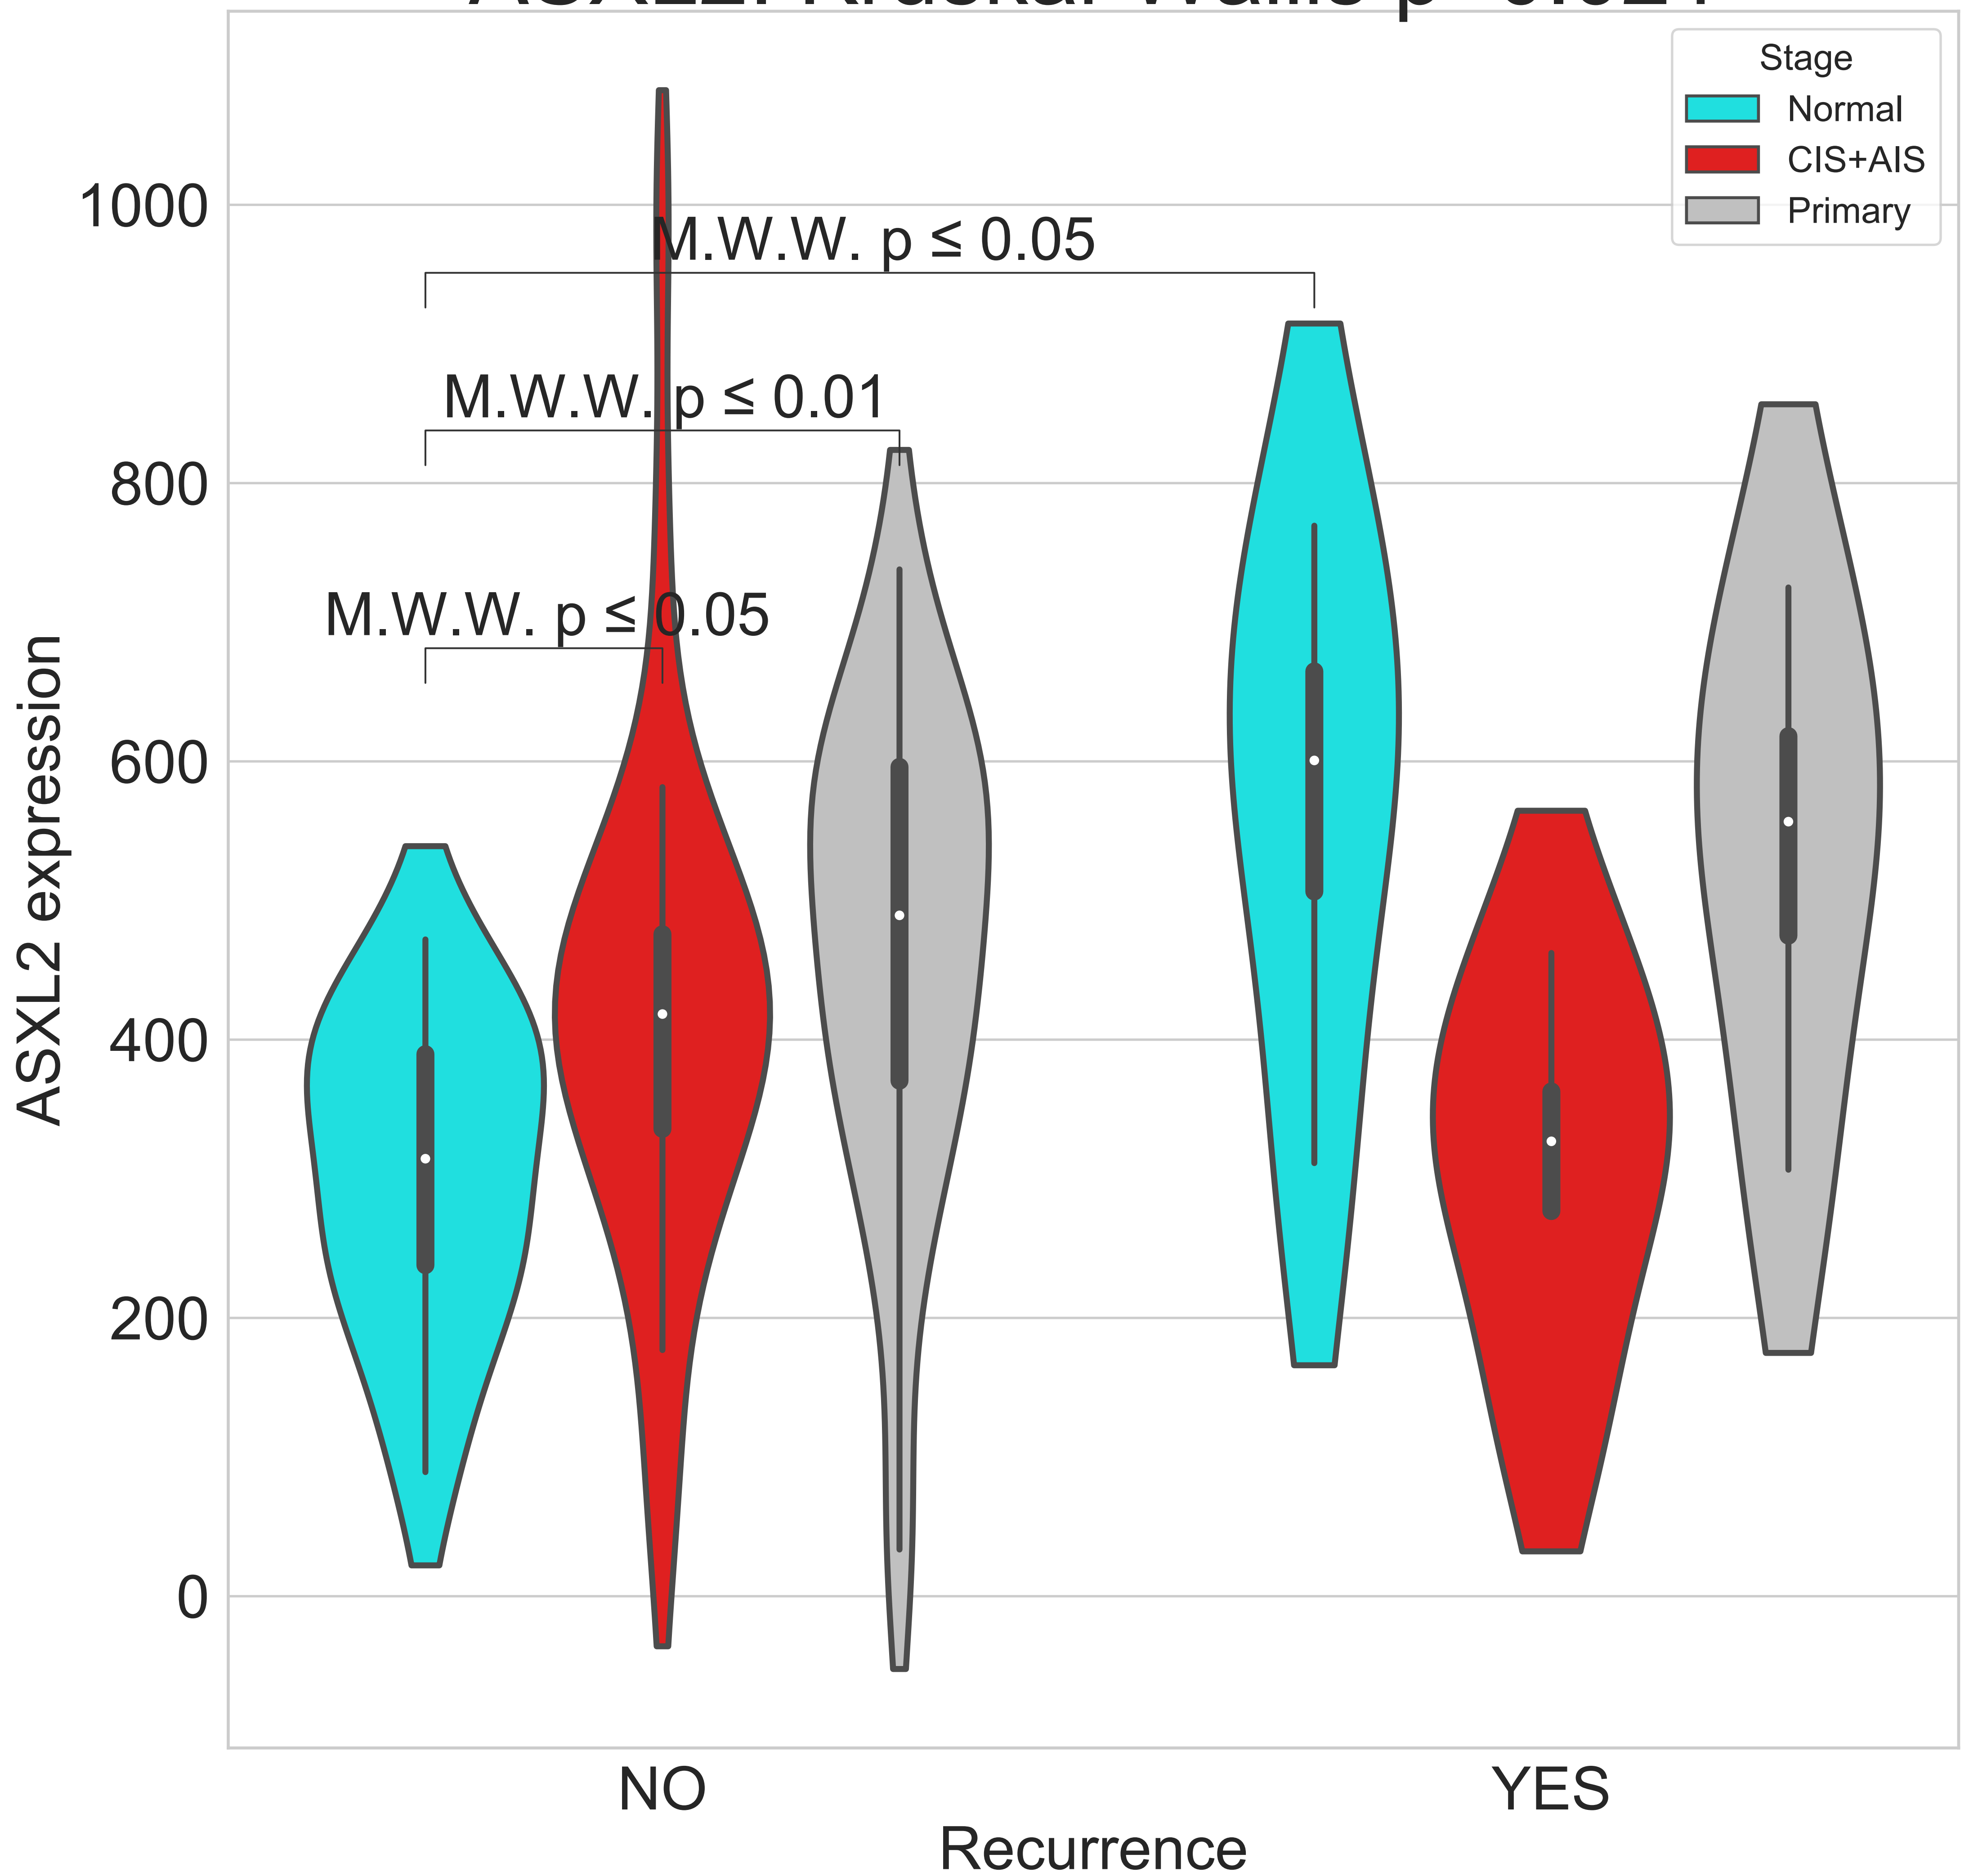 Stage
Normal
CIS+AIS
Primary
1000
800
600
400
200
0
ASXL2 expression
M.W.W. p ≤ 0.05
M.W.W. p ≤ 0.01
M.W.W. p ≤ 0.05
NO
YES
Recurrence